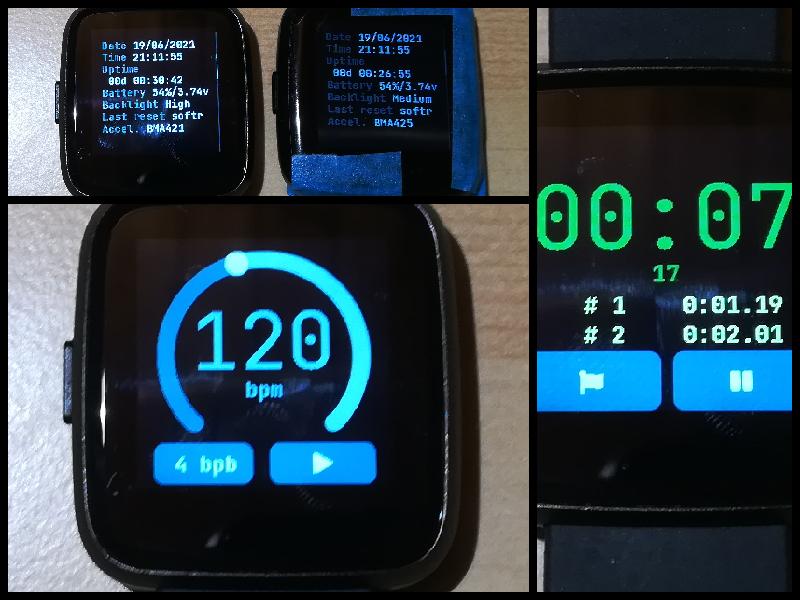 Date 19/06/2021
Time 21:11:55
Uptime
00d 00:30:42
Battery 54%/3.74v
Backlight High
Last reset softr
Accel. BMA421
Date 19/06/2021
Time 21:11:55
Uptime
00d 00:26:55
Battery 54%/3.74v
Backlight Medium
Last reset softr
Accel. BMA425
120
bpm
4 bpb
00:07
17
# 1 0:01.19
# 2 0:02.01